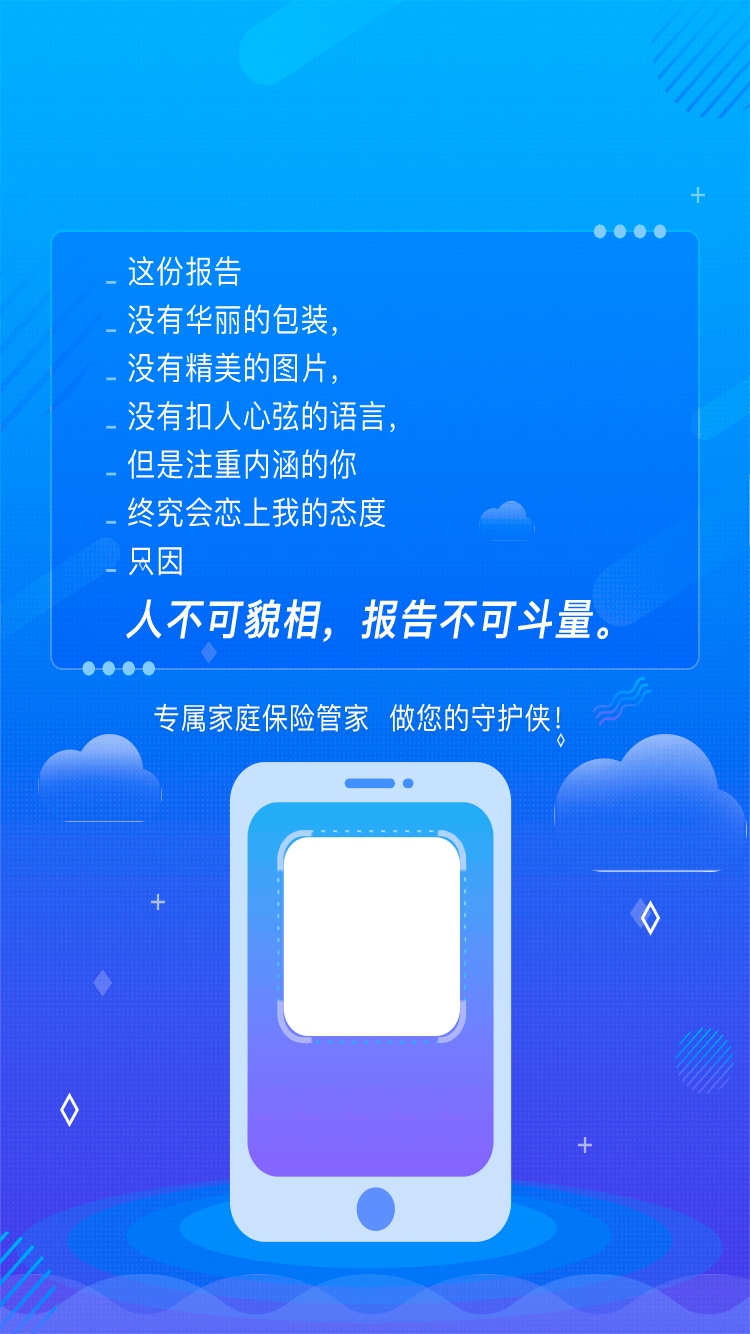 这份报告
没有华丽的包装，
没有精美的图片，
没有扣人心弦的语言，
但是注重内涵的你
终究会恋上我的态度
只因
人不可貌相，报告不可斗量。
专属家庭保险管家 做您的守护侠！